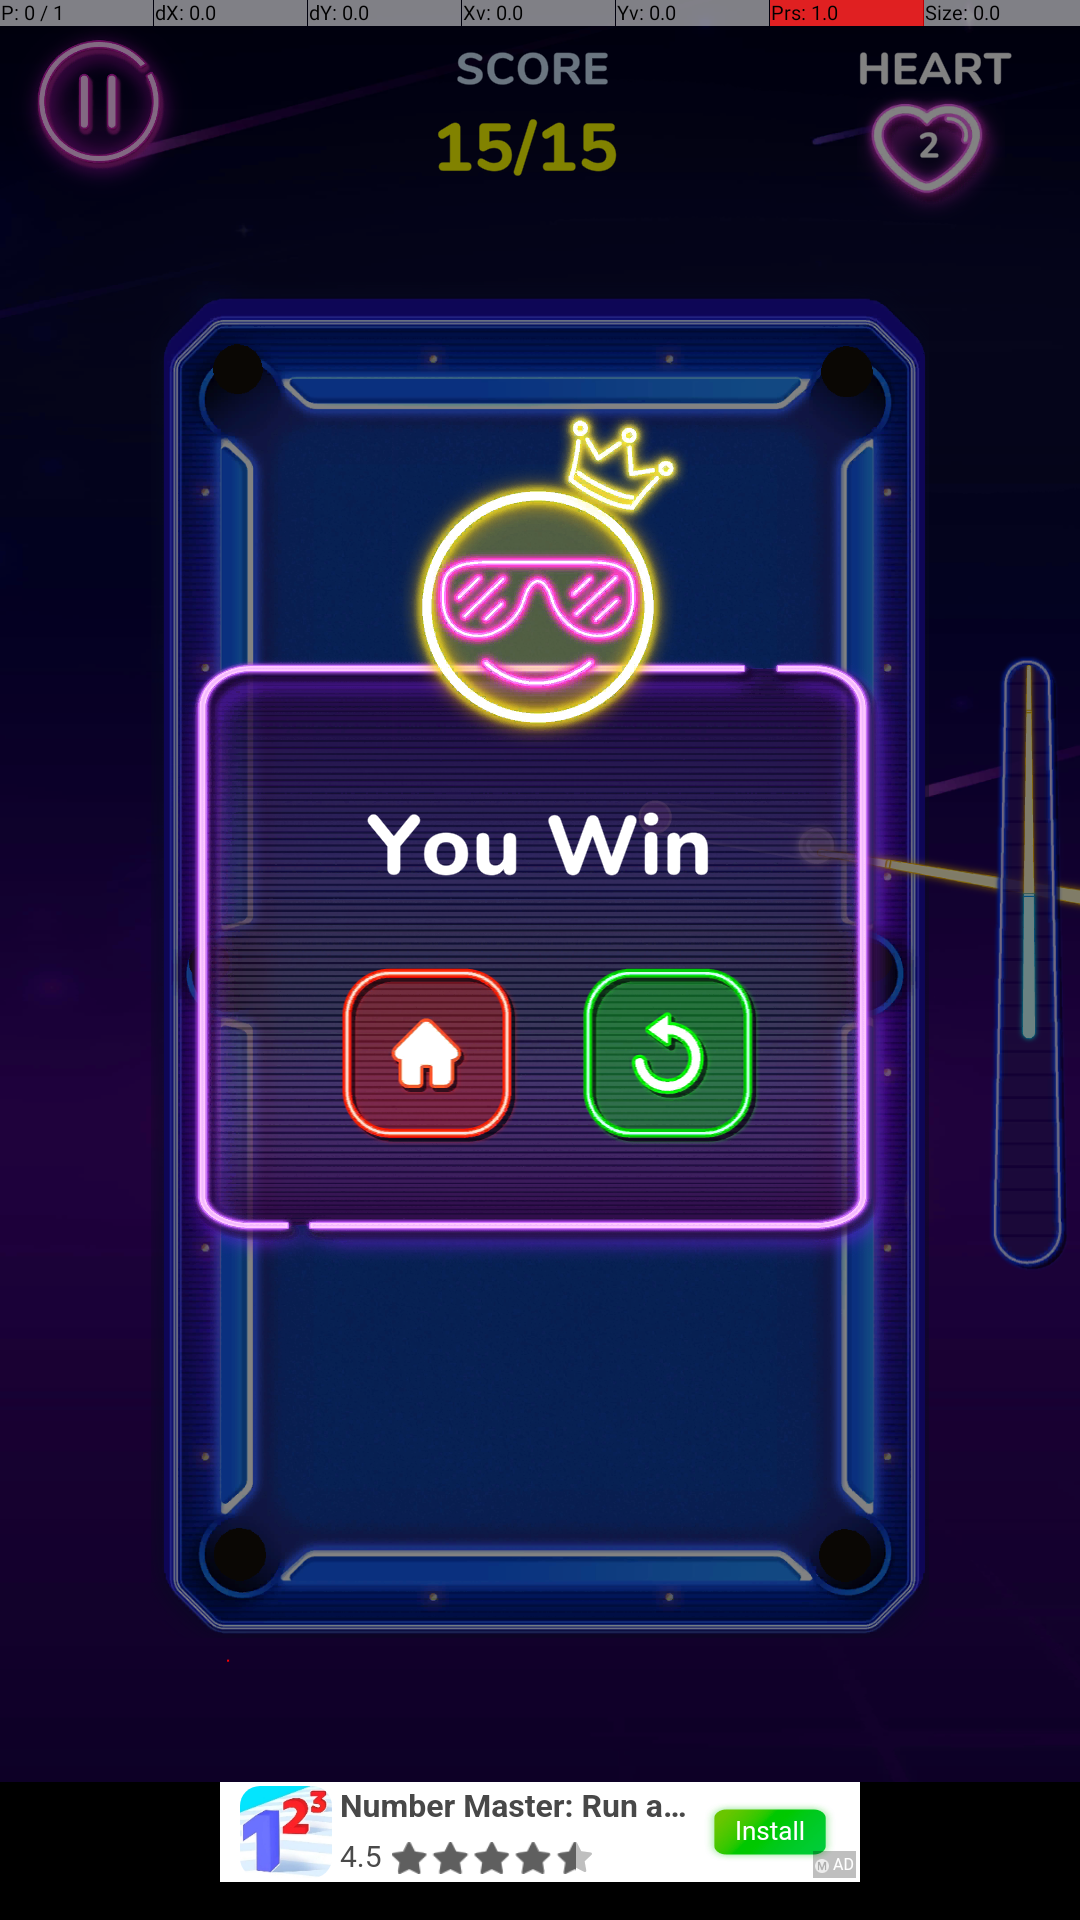 P: 0 / 1 dX: 0.0 dY: 0.0 Xv: 0.0 Yv: 0.0 Prs: 1.0 Size: 0.0
SCORE HEART
15/15 2
You Win
123 Number Master: Run a...
4.5 Install
M AD